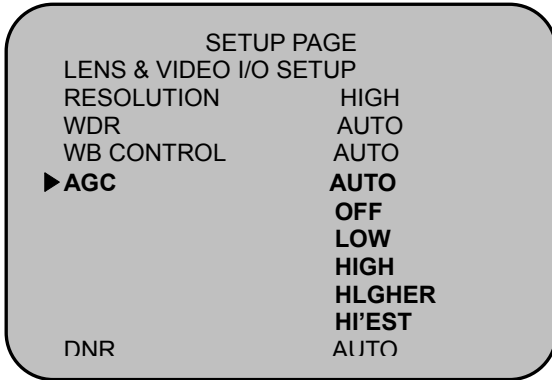 SETUP PAGE
LENS & VIDEO I/O SETUP
RESOLUTION HIGH
WDR AUTO
WB CONTROL AUTO
▶AGC AUTO
OFF
LOW
HIGH
HLGHER
HI’EST
DNR AUTO